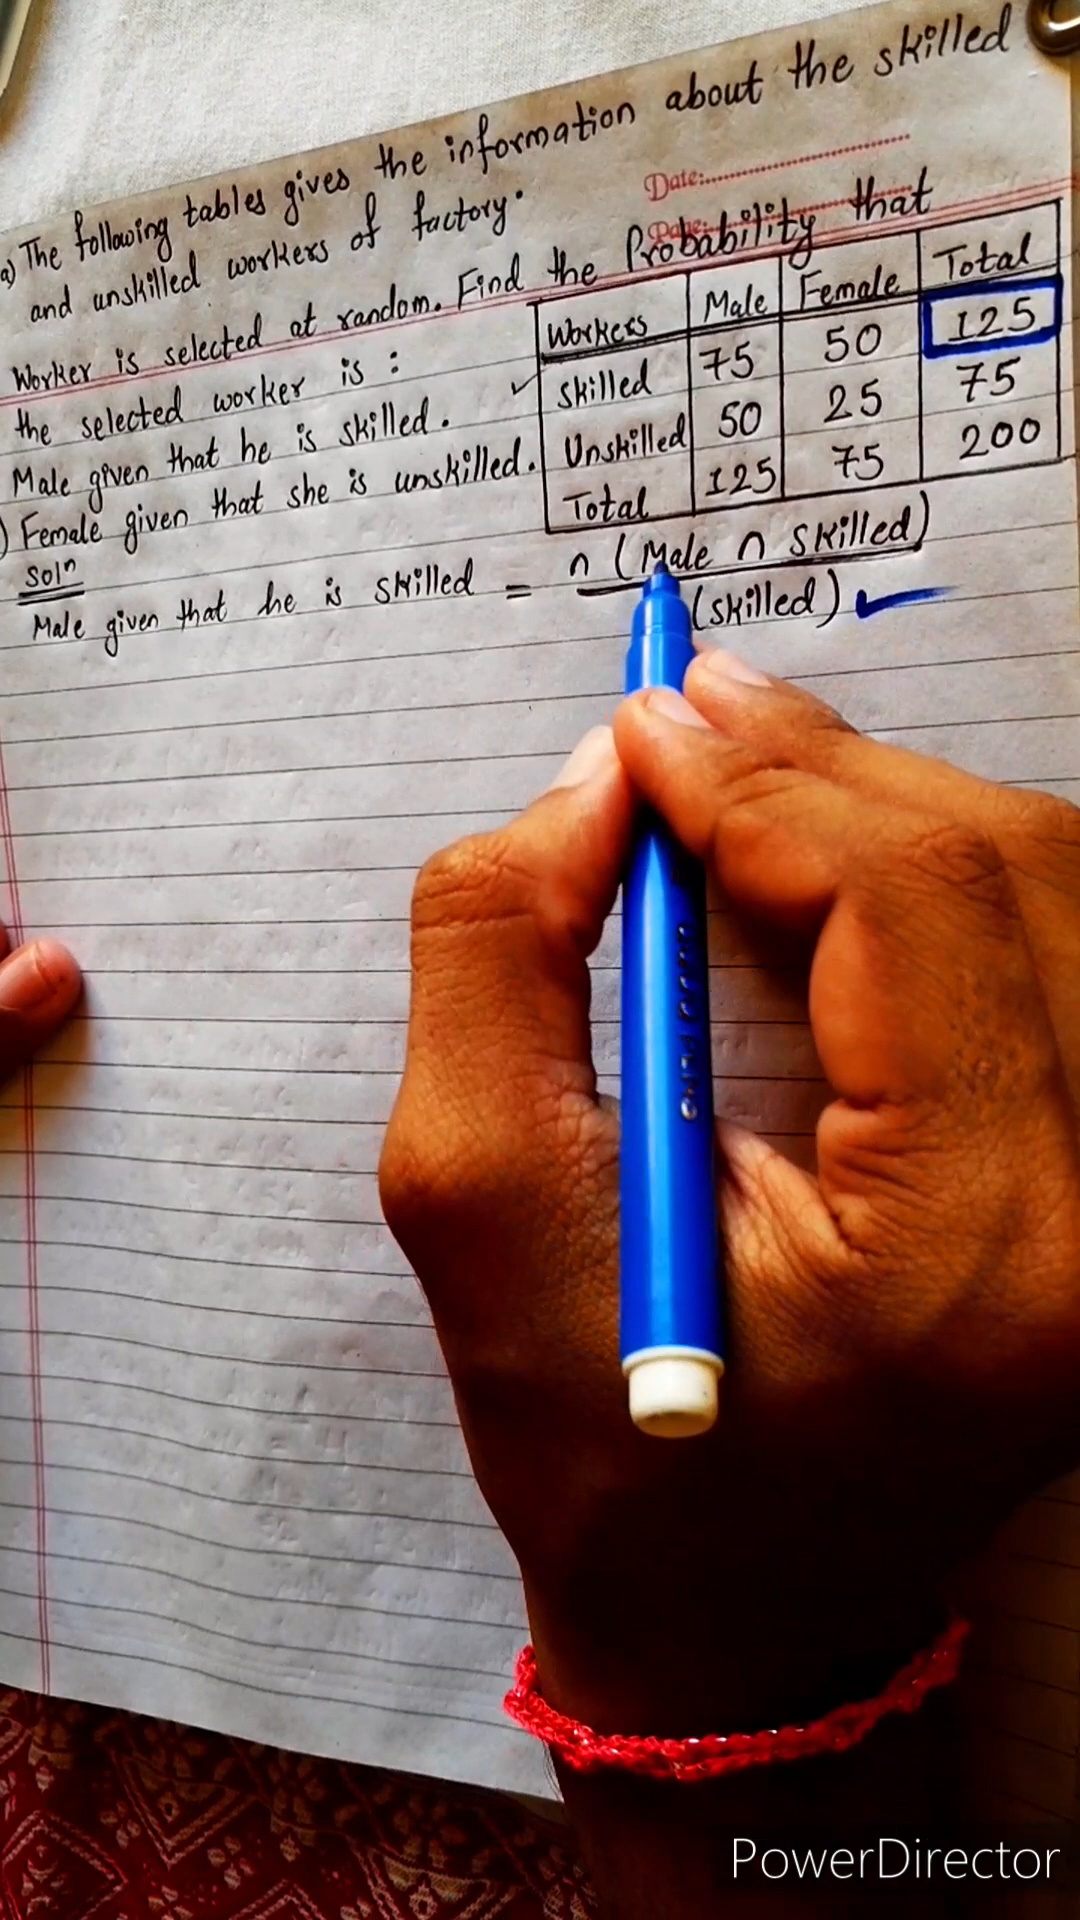 a) The following tables gives the information about the skilled
and unskilled workers of factory.
Date:
Worker is selected at random. Find the Probability that
the selected worker is :
Male given that he is skilled.
) Female given that she is unskilled.
Workers Male Female Total
Skilled 75 50 125
Unskilled 50 25 75
Total 125 75 200
Solⁿ
Male given that he is skilled = n (Male ∩ Skilled)
(skilled)
PowerDirector